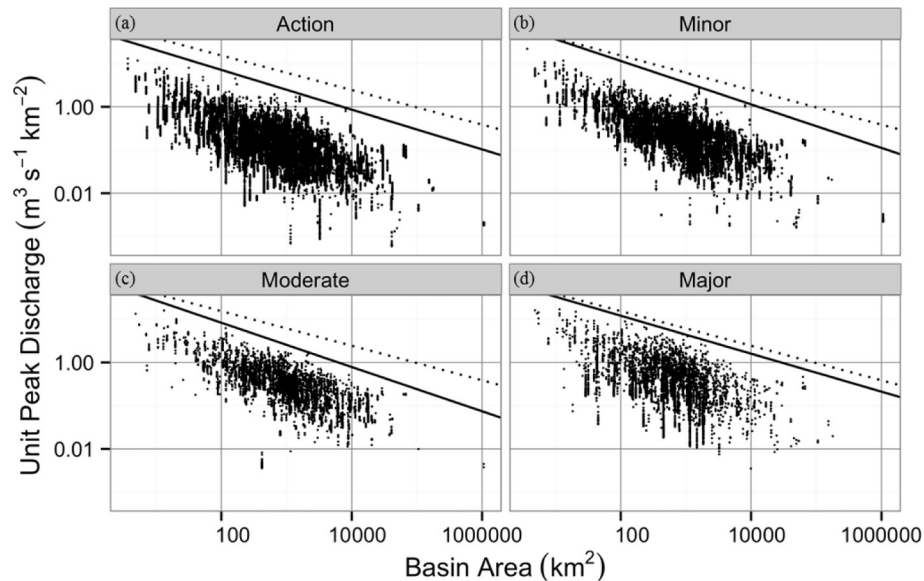 (a) Action
(b) Minor
1.00
0.01
(c) Moderate
(d) Major
1.00
0.01
100 10000 1000000
100 10000 1000000
Basin Area (km²)
Unit Peak Discharge (m³ s⁻¹ km⁻²)